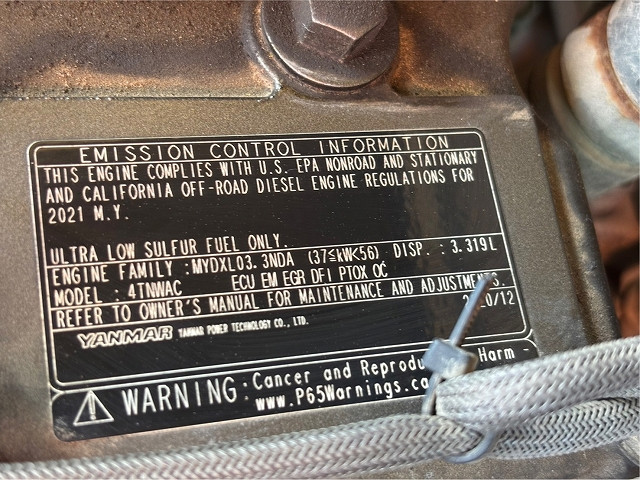 EMISSION CONTROL INFORMATION
THIS ENGINE COMPLIES WITH U.S. EPA NONROAD AND STATIONARY
AND CALIFORNIA OFF-ROAD DIESEL ENGINE REGULATIONS FOR
2021 M.Y.
ULTRA LOW SULFUR FUEL ONLY.
ENGINE FAMILY : MYDXL03.3NDA (37≤kW<56) DISP. : 3.319L
MODEL : 4TNWAC ECU EM EGR DFI PTOX OC
REFER TO OWNER'S MANUAL FOR MAINTENANCE AND ADJUSTMENTS.
YANMAR YANMAR POWER TECHNOLOGY CO., LTD. 0/12
WARNING: Cancer and Harm -
www.P65Warnings.ca